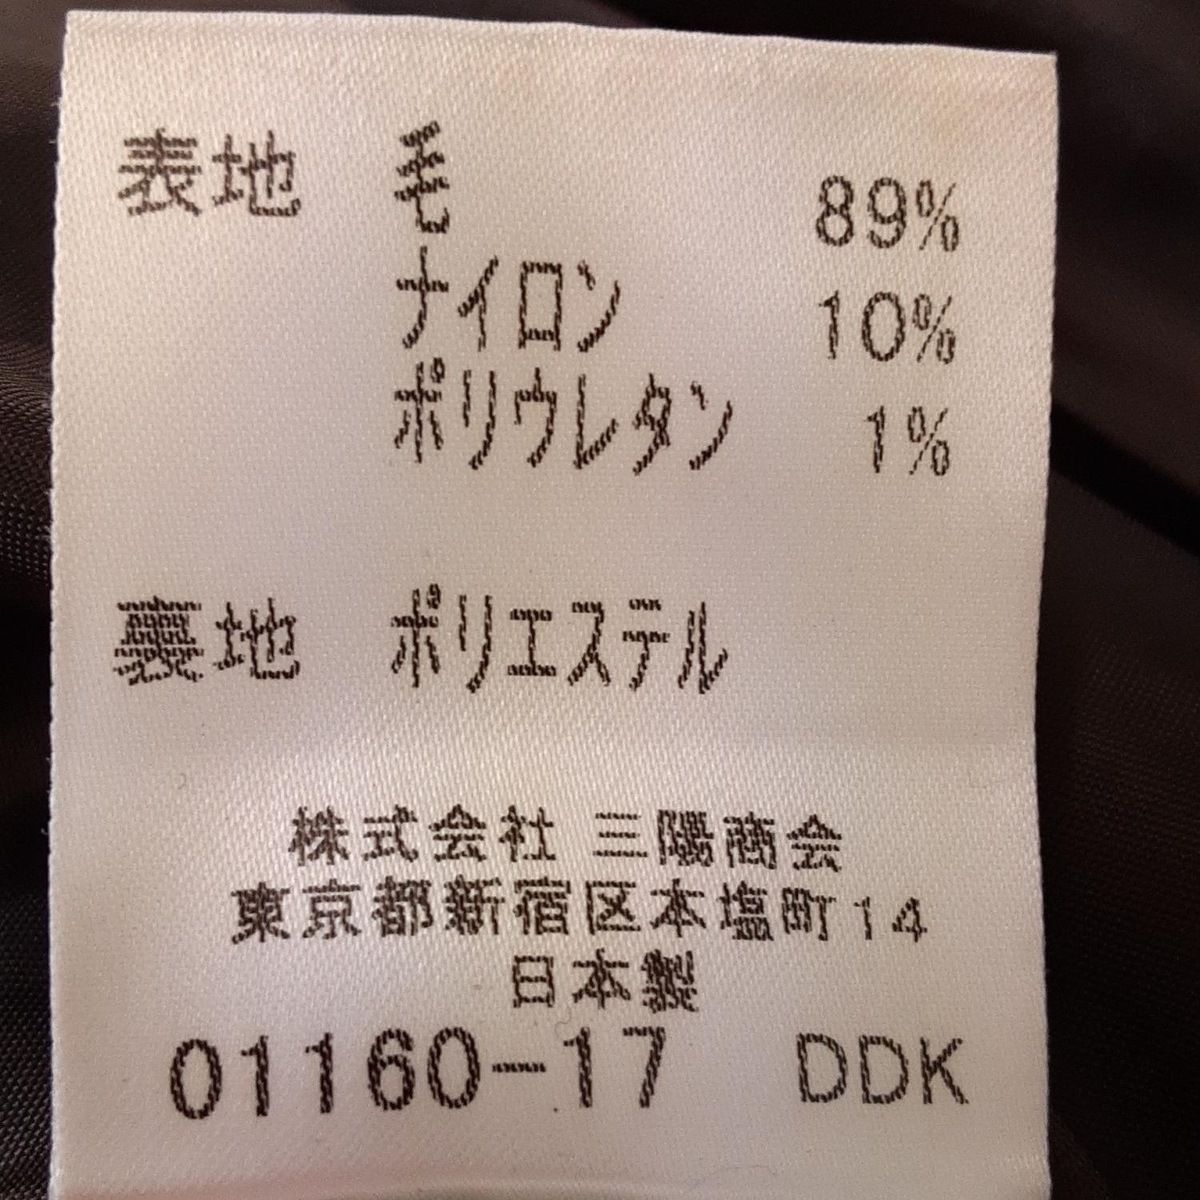 表地 毛 89%
ナイロン 10%
ポリウレタン 1%
裏地 ポリエステル
株式会社 三陽商会
東京都新宿区本塩町14
日本製
01160-17 DDK